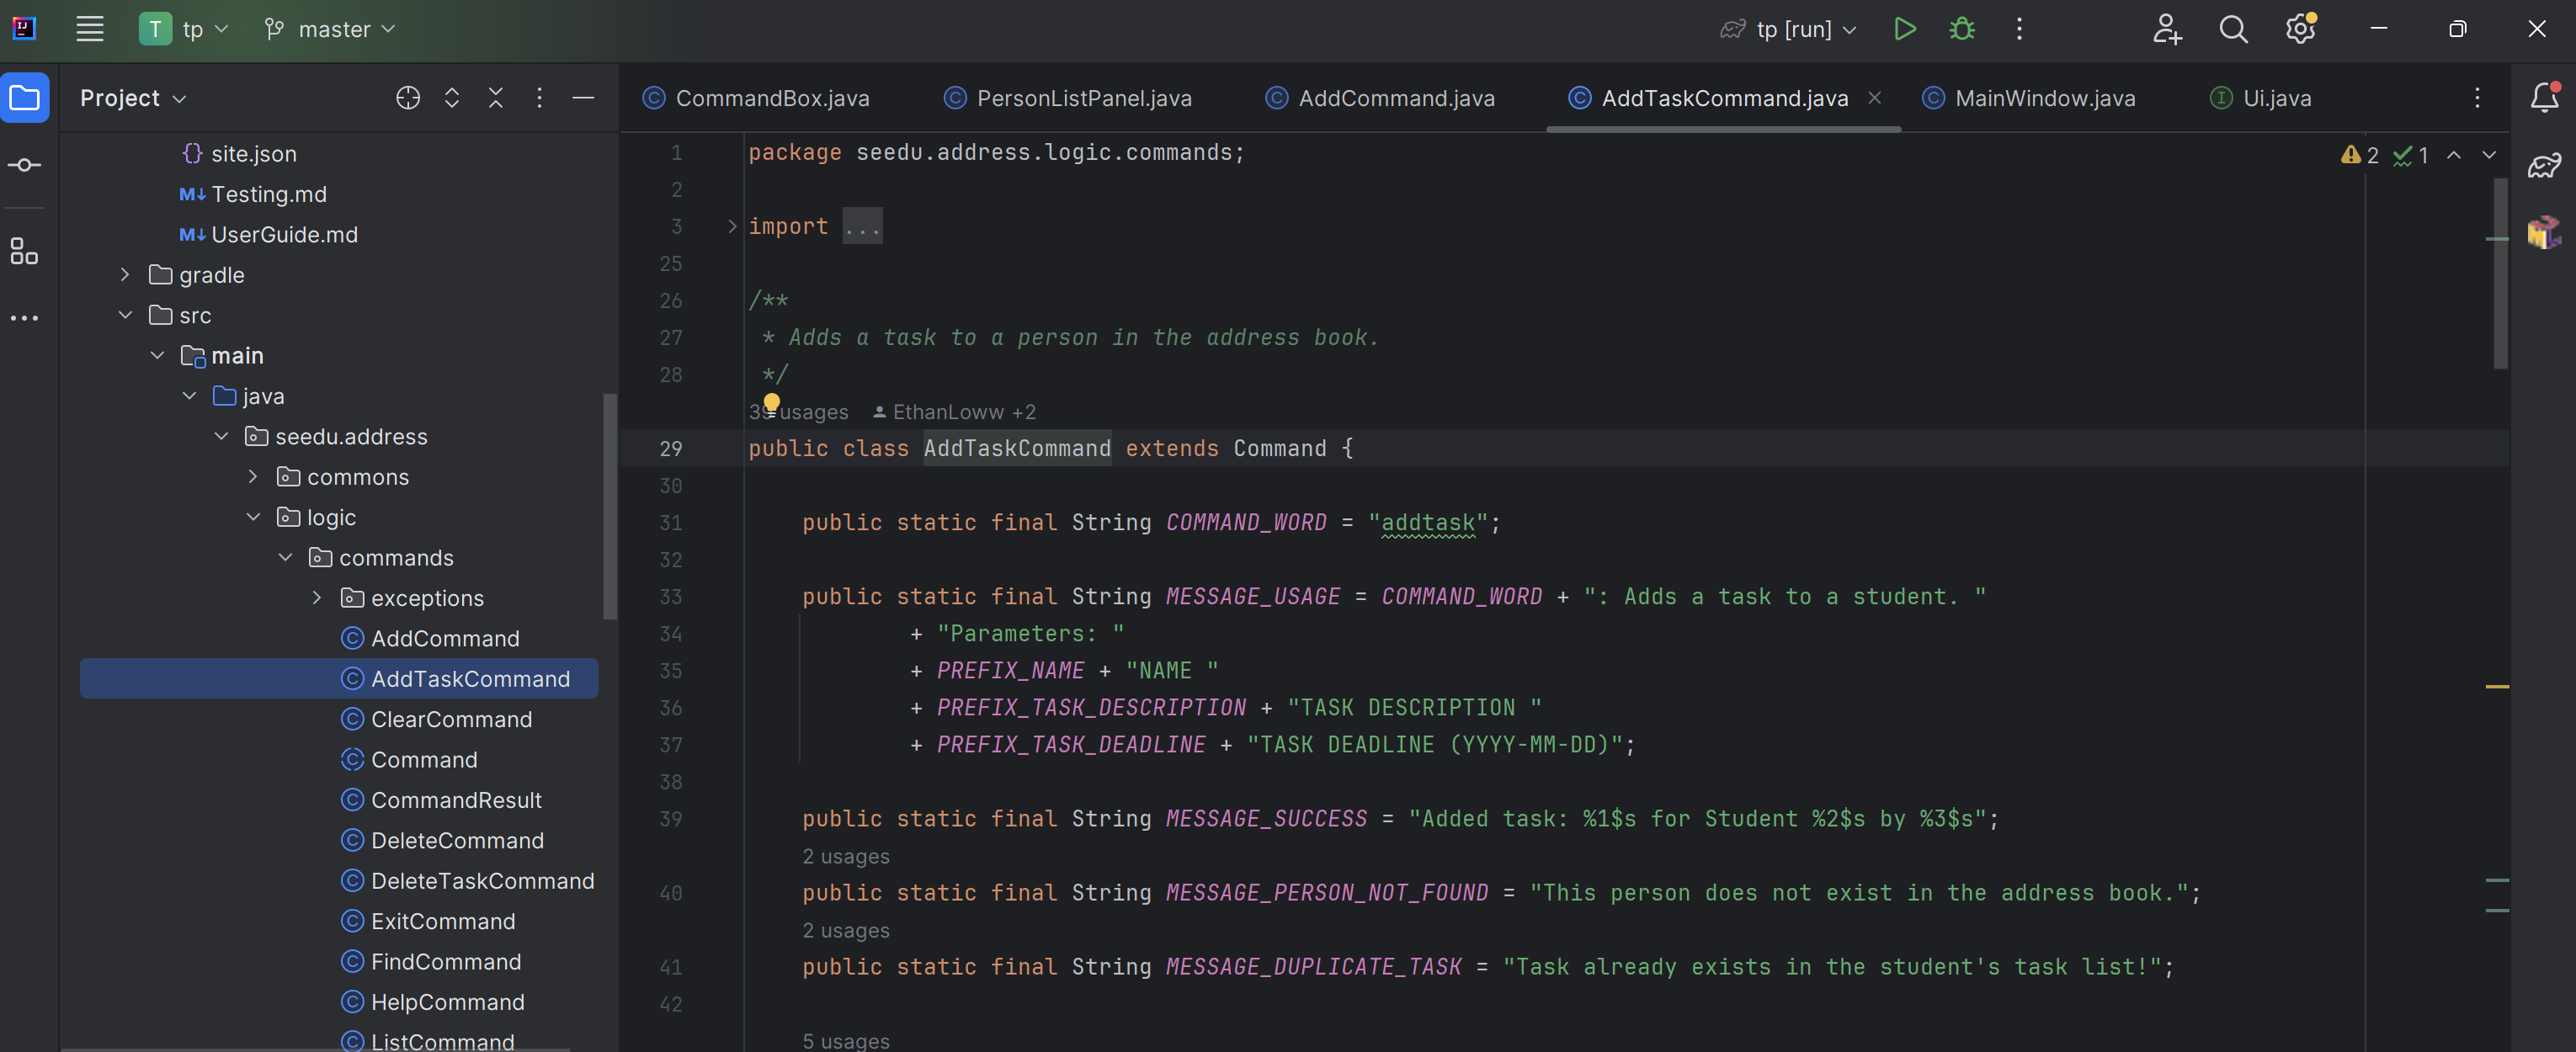 T tp master tp [run]
Project
CommandBox.java PersonListPanel.java AddCommand.java AddTaskCommand.java MainWindow.java Ui.java
{} site.json
M↓ Testing.md
M↓ UserGuide.md
gradle
src
main
java
seedu.address
commons
logic
commands
exceptions
AddCommand
AddTaskCommand
ClearCommand
Command
CommandResult
DeleteCommand
DeleteTaskCommand
ExitCommand
FindCommand
HelpCommand
ListCommand
2 1
1 package seedu.address.logic.commands;
2
3 import ...
25
26 /**
27 * Adds a task to a person in the address book.
28 */
39 usages EthanLoww +2
29 public class AddTaskCommand extends Command {
30
31 public static final String COMMAND_WORD = "addtask";
32
33 public static final String MESSAGE_USAGE = COMMAND_WORD + ": Adds a task to a student. "
34 + "Parameters: "
35 + PREFIX_NAME + "NAME "
36 + PREFIX_TASK_DESCRIPTION + "TASK DESCRIPTION "
37 + PREFIX_TASK_DEADLINE + "TASK DEADLINE (YYYY-MM-DD)";
38
39 public static final String MESSAGE_SUCCESS = "Added task: %1$s for Student %2$s by %3$s";
2 usages
40 public static final String MESSAGE_PERSON_NOT_FOUND = "This person does not exist in the address book.";
2 usages
41 public static final String MESSAGE_DUPLICATE_TASK = "Task already exists in the student's task list!";
42
5 usages